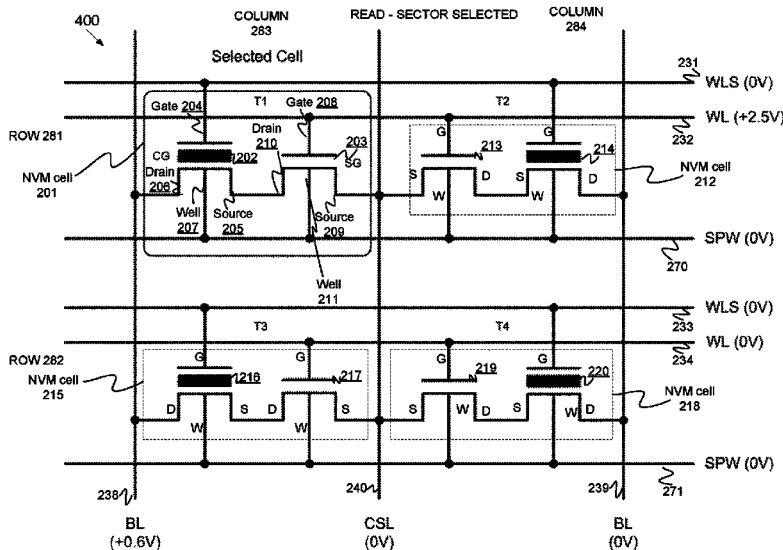 400
COLUMN
283
READ - SECTOR SELECTED
COLUMN
284
Selected Cell
231
WLS (0V)
T1
T2
Gate 204
Gate 208
WL (+2.5V)
232
ROW 281
Drain
210
203
G
213
G
CG
202
SG
214
NVM cell
201
Drain
206
S
D
S
D
NVM cell
212
Well
207
Source
205
Source
209
W
W
SPW (0V)
270
Well
211
WLS (0V)
233
T3
T4
WL (0V)
234
ROW 282
G
G
G
G
NVM cell
215
216
217
219
220
NVM cell
218
D
S
D
S
S
D
S
D
W
W
W
W
SPW (0V)
271
238
240
239
BL
(+0.6V)
CSL
(0V)
BL
(0V)